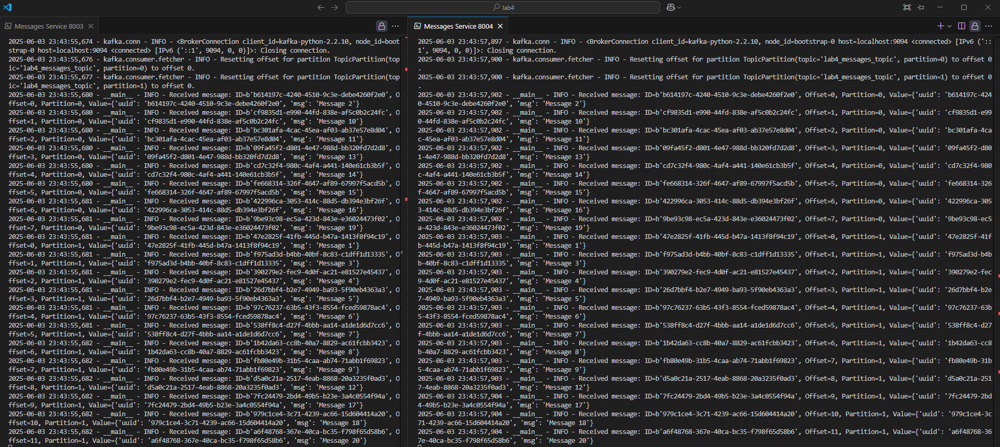 lab4
Messages Service 8003
2025-06-03 23:43:55,674 - kafka.conn - INFO - <BrokerConnection client_id=kafka-python-2.2.10, node_id=boot
strap-0 host=localhost:9094 <connected> [IPv6 ('::1', 9094, 0, 0)]>: Closing connection.
2025-06-03 23:43:55,676 - kafka.consumer.fetcher - INFO - Resetting offset for partition TopicPartition(top
ic='lab4_messages_topic', partition=0) to offset 0.
2025-06-03 23:43:55,677 - kafka.consumer.fetcher - INFO - Resetting offset for partition TopicPartition(top
ic='lab4_messages_topic', partition=1) to offset 0.
2025-06-03 23:43:55,680 - __main__ - INFO - Received message: ID=b'b614197c-4240-4510-9c3e-debe4260f2e0', O
ffset=0, Partition=0, Value={'uuid': 'b614197c-4240-4510-9c3e-debe4260f2e0', 'msg': 'Message 2'}
2025-06-03 23:43:55,680 - __main__ - INFO - Received message: ID=b'cf9835d1-e990-44fd-838e-af5c0b2c24fc', O
ffset=1, Partition=0, Value={'uuid': 'cf9835d1-e990-44fd-838e-af5c0b2c24fc', 'msg': 'Message 10'}
2025-06-03 23:43:55,680 - __main__ - INFO - Received message: ID=b'bc301afa-4cac-45ea-af03-ab37e57e8d04', O
ffset=2, Partition=0, Value={'uuid': 'bc301afa-4cac-45ea-af03-ab37e57e8d04', 'msg': 'Message 11'}
2025-06-03 23:43:55,680 - __main__ - INFO - Received message: ID=b'09fa45f2-d801-4e47-988d-bb320fd7d2d8', O
ffset=3, Partition=0, Value={'uuid': '09fa45f2-d801-4e47-988d-bb320fd7d2d8', 'msg': 'Message 13'}
2025-06-03 23:43:55,680 - __main__ - INFO - Received message: ID=b'cd7c32f4-980c-4af4-a441-140e61cb3b5f', O
ffset=4, Partition=0, Value={'uuid': 'cd7c32f4-980c-4af4-a441-140e61cb3b5f', 'msg': 'Message 14'}
2025-06-03 23:43:55,680 - __main__ - INFO - Received message: ID=b'fe668314-326f-4647-af89-67997f5acd5b', O
ffset=5, Partition=0, Value={'uuid': 'fe668314-326f-4647-af89-67997f5acd5b', 'msg': 'Message 15'}
2025-06-03 23:43:55,681 - __main__ - INFO - Received message: ID=b'422996ca-3053-414c-88d5-db394e3bf26f', O
ffset=6, Partition=0, Value={'uuid': '422996ca-3053-414c-88d5-db394e3bf26f', 'msg': 'Message 16'}
2025-06-03 23:43:55,681 - __main__ - INFO - Received message: ID=b'9be93c98-ec5a-423d-843e-e36024473f02', O
ffset=7, Partition=0, Value={'uuid': '9be93c98-ec5a-423d-843e-e36024473f02', 'msg': 'Message 19'}
2025-06-03 23:43:55,681 - __main__ - INFO - Received message: ID=b'47e2825f-41fb-445d-b47a-1413f8f94c19', O
ffset=0, Partition=1, Value={'uuid': '47e2825f-41fb-445d-b47a-1413f8f94c19', 'msg': 'Message 1'}
2025-06-03 23:43:55,681 - __main__ - INFO - Received message: ID=b'f975ad3d-b4bb-40bf-8c83-c1dff1d13335', O
ffset=1, Partition=1, Value={'uuid': 'f975ad3d-b4bb-40bf-8c83-c1dff1d13335', 'msg': 'Message 3'}
2025-06-03 23:43:55,681 - __main__ - INFO - Received message: ID=b'390279e2-fec9-4d0f-ac21-e81527e45437', O
ffset=2, Partition=1, Value={'uuid': '390279e2-fec9-4d0f-ac21-e81527e45437', 'msg': 'Message 4'}
2025-06-03 23:43:55,681 - __main__ - INFO - Received message: ID=b'26d7bbf4-b2e7-4949-ba93-5f90eb4363a3', O
ffset=3, Partition=1, Value={'uuid': '26d7bbf4-b2e7-4949-ba93-5f90eb4363a3', 'msg': 'Message 5'}
2025-06-03 23:43:55,681 - __main__ - INFO - Received message: ID=b'97c76237-63b5-43f3-8554-fced59878ac4', O
ffset=4, Partition=1, Value={'uuid': '97c76237-63b5-43f3-8554-fced59878ac4', 'msg': 'Message 6'}
2025-06-03 23:43:55,681 - __main__ - INFO - Received message: ID=b'538ff8c4-d27f-4bbb-aa14-a1de1d6d7cc6', O
ffset=5, Partition=1, Value={'uuid': '538ff8c4-d27f-4bbb-aa14-a1de1d6d7cc6', 'msg': 'Message 7'}
2025-06-03 23:43:55,682 - __main__ - INFO - Received message: ID=b'1b42da63-cc8b-40a7-8829-ac61fcbb3423', O
ffset=6, Partition=1, Value={'uuid': '1b42da63-cc8b-40a7-8829-ac61fcbb3423', 'msg': 'Message 8'}
2025-06-03 23:43:55,682 - __main__ - INFO - Received message: ID=b'fb80e49b-31b5-4caa-ab74-71abb1f69823', O
ffset=7, Partition=1, Value={'uuid': 'fb80e49b-31b5-4caa-ab74-71abb1f69823', 'msg': 'Message 9'}
2025-06-03 23:43:55,682 - __main__ - INFO - Received message: ID=b'd5a0c21a-2517-4eab-8868-20a3235f0ad3', O
ffset=8, Partition=1, Value={'uuid': 'd5a0c21a-2517-4eab-8868-20a3235f0ad3', 'msg': 'Message 12'}
2025-06-03 23:43:55,682 - __main__ - INFO - Received message: ID=b'7fc24479-2bd4-49b5-b23e-3a4c0554f94a', O
ffset=9, Partition=1, Value={'uuid': '7fc24479-2bd4-49b5-b23e-3a4c0554f94a', 'msg': 'Message 17'}
2025-06-03 23:43:55,682 - __main__ - INFO - Received message: ID=b'979c1ce4-3c71-4239-ac66-15d604414a20', O
ffset=10, Partition=1, Value={'uuid': '979c1ce4-3c71-4239-ac66-15d604414a20', 'msg': 'Message 18'}
2025-06-03 23:43:55,682 - __main__ - INFO - Received message: ID=b'a6f48768-367e-40ca-bc35-f798f65d58b6', O
ffset=11, Partition=1, Value={'uuid': 'a6f48768-367e-40ca-bc35-f798f65d58b6', 'msg': 'Message 20'}
Messages Service 8004
2025-06-03 23:43:57,897 - kafka.conn - INFO - <BrokerConnection client_id=kafka-python-2.2.10, node_id=bootstrap-0 host=localhost:9094 <connected> [IPv6 ('::
1', 9094, 0, 0)]>: Closing connection.
2025-06-03 23:43:57,900 - kafka.consumer.fetcher - INFO - Resetting offset for partition TopicPartition(topic='lab4_messages_topic', partition=0) to offset 0
.
2025-06-03 23:43:57,900 - kafka.consumer.fetcher - INFO - Resetting offset for partition TopicPartition(topic='lab4_messages_topic', partition=1) to offset 0
.
2025-06-03 23:43:57,902 - __main__ - INFO - Received message: ID=b'b614197c-4240-4510-9c3e-debe4260f2e0', Offset=0, Partition=0, Value={'uuid': 'b614197c-424
0-4510-9c3e-debe4260f2e0', 'msg': 'Message 2'}
2025-06-03 23:43:57,902 - __main__ - INFO - Received message: ID=b'cf9835d1-e990-44fd-838e-af5c0b2c24fc', Offset=1, Partition=0, Value={'uuid': 'cf9835d1-e99
0-44fd-838e-af5c0b2c24fc', 'msg': 'Message 10'}
2025-06-03 23:43:57,902 - __main__ - INFO - Received message: ID=b'bc301afa-4cac-45ea-af03-ab37e57e8d04', Offset=2, Partition=0, Value={'uuid': 'bc301afa-4ca
c-45ea-af03-ab37e57e8d04', 'msg': 'Message 11'}
2025-06-03 23:43:57,902 - __main__ - INFO - Received message: ID=b'09fa45f2-d801-4e47-988d-bb320fd7d2d8', Offset=3, Partition=0, Value={'uuid': '09fa45f2-d80
1-4e47-988d-bb320fd7d2d8', 'msg': 'Message 13'}
2025-06-03 23:43:57,902 - __main__ - INFO - Received message: ID=b'cd7c32f4-980c-4af4-a441-140e61cb3b5f', Offset=4, Partition=0, Value={'uuid': 'cd7c32f4-980
c-4af4-a441-140e61cb3b5f', 'msg': 'Message 14'}
2025-06-03 23:43:57,902 - __main__ - INFO - Received message: ID=b'fe668314-326f-4647-af89-67997f5acd5b', Offset=5, Partition=0, Value={'uuid': 'fe668314-326
f-4647-af89-67997f5acd5b', 'msg': 'Message 15'}
2025-06-03 23:43:57,902 - __main__ - INFO - Received message: ID=b'422996ca-3053-414c-88d5-db394e3bf26f', Offset=6, Partition=0, Value={'uuid': '422996ca-305
3-414c-88d5-db394e3bf26f', 'msg': 'Message 16'}
2025-06-03 23:43:57,902 - __main__ - INFO - Received message: ID=b'9be93c98-ec5a-423d-843e-e36024473f02', Offset=7, Partition=0, Value={'uuid': '9be93c98-ec5
a-423d-843e-e36024473f02', 'msg': 'Message 19'}
2025-06-03 23:43:57,903 - __main__ - INFO - Received message: ID=b'47e2825f-41fb-445d-b47a-1413f8f94c19', Offset=0, Partition=1, Value={'uuid': '47e2825f-41f
b-445d-b47a-1413f8f94c19', 'msg': 'Message 1'}
2025-06-03 23:43:57,903 - __main__ - INFO - Received message: ID=b'f975ad3d-b4bb-40bf-8c83-c1dff1d13335', Offset=1, Partition=1, Value={'uuid': 'f975ad3d-b4b
b-40bf-8c83-c1dff1d13335', 'msg': 'Message 3'}
2025-06-03 23:43:57,903 - __main__ - INFO - Received message: ID=b'390279e2-fec9-4d0f-ac21-e81527e45437', Offset=2, Partition=1, Value={'uuid': '390279e2-fec
9-4d0f-ac21-e81527e45437', 'msg': 'Message 4'}
2025-06-03 23:43:57,903 - __main__ - INFO - Received message: ID=b'26d7bbf4-b2e7-4949-ba93-5f90eb4363a3', Offset=3, Partition=1, Value={'uuid': '26d7bbf4-b2e
7-4949-ba93-5f90eb4363a3', 'msg': 'Message 5'}
2025-06-03 23:43:57,903 - __main__ - INFO - Received message: ID=b'97c76237-63b5-43f3-8554-fced59878ac4', Offset=4, Partition=1, Value={'uuid': '97c76237-63b
5-43f3-8554-fced59878ac4', 'msg': 'Message 6'}
2025-06-03 23:43:57,903 - __main__ - INFO - Received message: ID=b'538ff8c4-d27f-4bbb-aa14-a1de1d6d7cc6', Offset=5, Partition=1, Value={'uuid': '538ff8c4-d27
f-4bbb-aa14-a1de1d6d7cc6', 'msg': 'Message 7'}
2025-06-03 23:43:57,903 - __main__ - INFO - Received message: ID=b'1b42da63-cc8b-40a7-8829-ac61fcbb3423', Offset=6, Partition=1, Value={'uuid': '1b42da63-cc8
b-40a7-8829-ac61fcbb3423', 'msg': 'Message 8'}
2025-06-03 23:43:57,903 - __main__ - INFO - Received message: ID=b'fb80e49b-31b5-4caa-ab74-71abb1f69823', Offset=7, Partition=1, Value={'uuid': 'fb80e49b-31b
5-4caa-ab74-71abb1f69823', 'msg': 'Message 9'}
2025-06-03 23:43:57,903 - __main__ - INFO - Received message: ID=b'd5a0c21a-2517-4eab-8868-20a3235f0ad3', Offset=8, Partition=1, Value={'uuid': 'd5a0c21a-251
7-4eab-8868-20a3235f0ad3', 'msg': 'Message 12'}
2025-06-03 23:43:57,904 - __main__ - INFO - Received message: ID=b'7fc24479-2bd4-49b5-b23e-3a4c0554f94a', Offset=9, Partition=1, Value={'uuid': '7fc24479-2bd
4-49b5-b23e-3a4c0554f94a', 'msg': 'Message 17'}
2025-06-03 23:43:57,904 - __main__ - INFO - Received message: ID=b'979c1ce4-3c71-4239-ac66-15d604414a20', Offset=10, Partition=1, Value={'uuid': '979c1ce4-3c
71-4239-ac66-15d604414a20', 'msg': 'Message 18'}
2025-06-03 23:43:57,904 - __main__ - INFO - Received message: ID=b'a6f48768-367e-40ca-bc35-f798f65d58b6', Offset=11, Partition=1, Value={'uuid': 'a6f48768-36
7e-40ca-bc35-f798f65d58b6', 'msg': 'Message 20'}